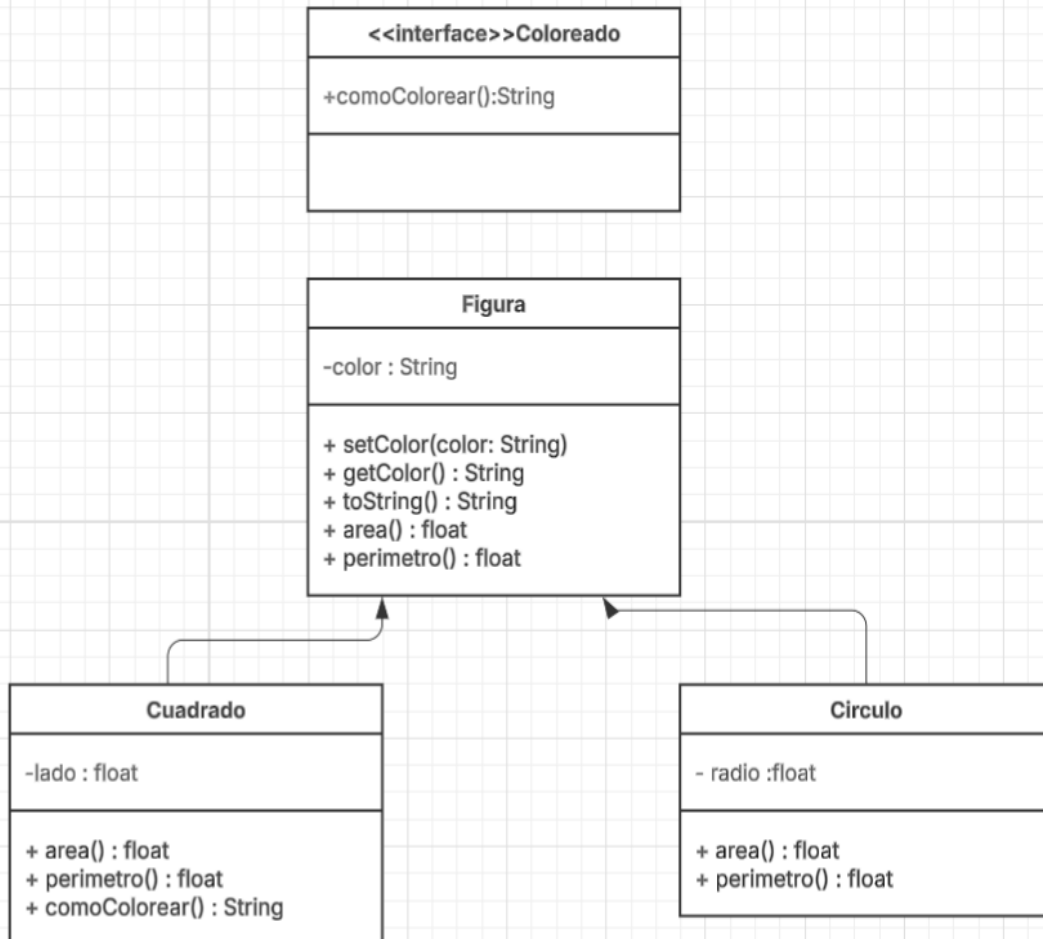 <<interface>>Coloreado
+comoColorear():String
Figura
-color : String
+ setColor(color: String)
+ getColor() : String
+ toString() : String
+ area() : float
+ perimetro() : float
Cuadrado
-lado : float
+ area() : float
+ perimetro() : float
+ comoColorear() : String
Circulo
- radio :float
+ area() : float
+ perimetro() : float